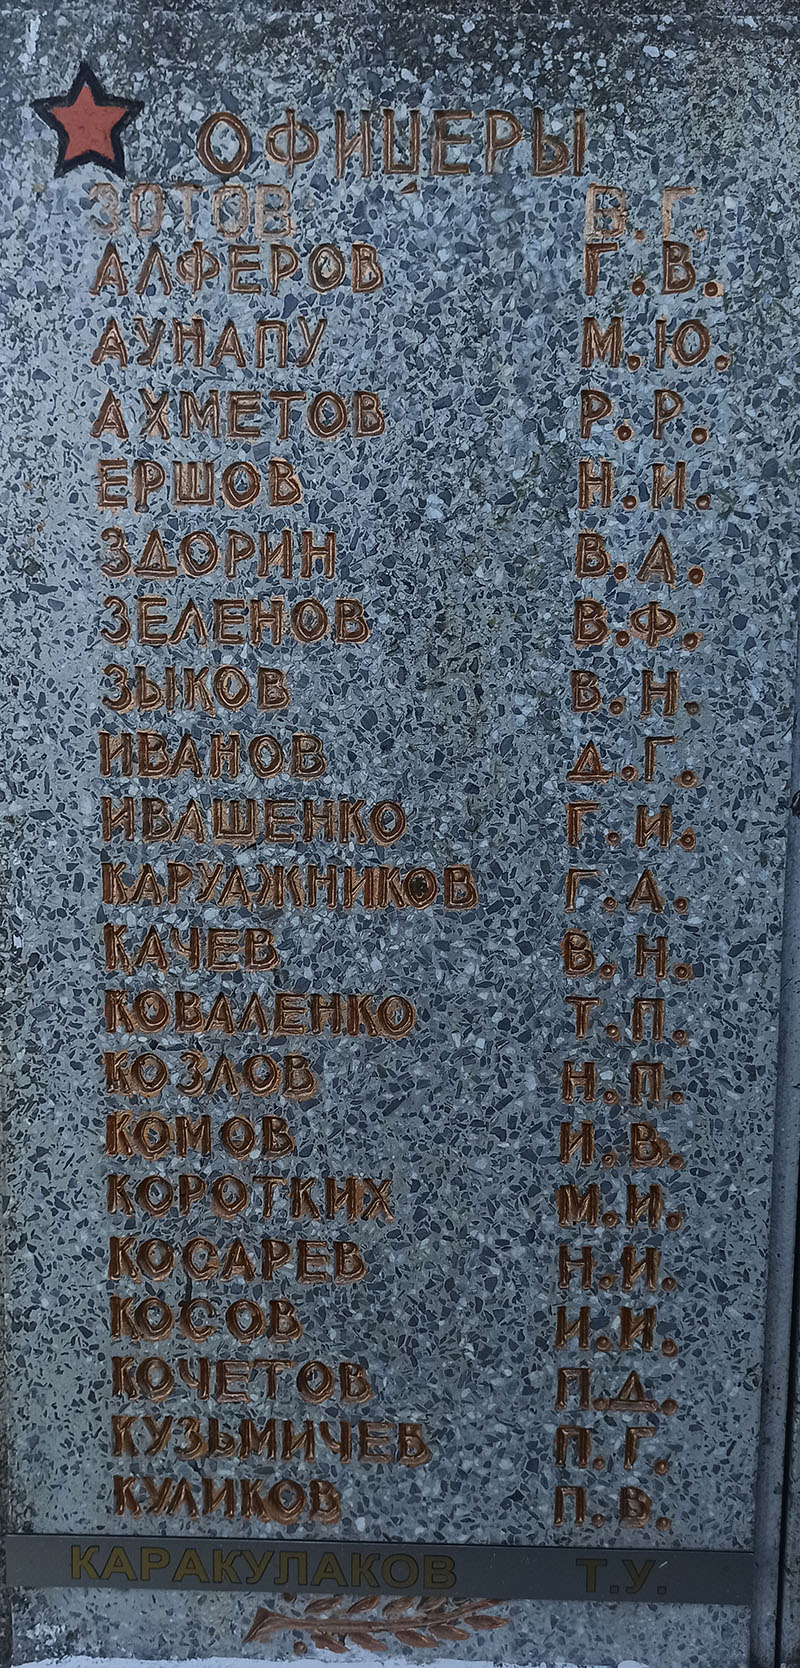 ОФИЦЕРЫ
ЗОТОВ В.Г.
АЛФЕРОВ Г.В.
АУНАПУ М.Ю.
АХМЕТОВ Р.Р.
ЕРШОВ Н.И.
ЗДОРИН В.А.
ЗЕЛЕНОВ В.Ф.
ЗЫКОВ В.Н.
ИВАНОВ Д.Г.
ИВАШЕНКО Г.И.
КАРУАЖНИКОВ Г.А.
КАЧЕВ В.Н.
КОВАЛЕНКО Т.П.
КОЗЛОВ Н.П.
КОМОВ И.В.
КОРОТКИХ М.И.
КОСАРЕВ Н.И.
КОСОВ И.И.
КОЧЕТОВ П.Д.
КУЗЬМИЧЕВ П.Г.
КУЛИКОВ П.В.
КАРАКУЛАКОВ Т.У.